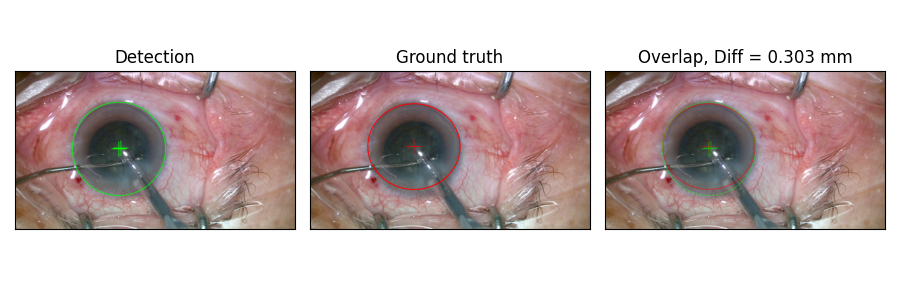 Detection
Ground truth
Overlap, Diff = 0.303 mm